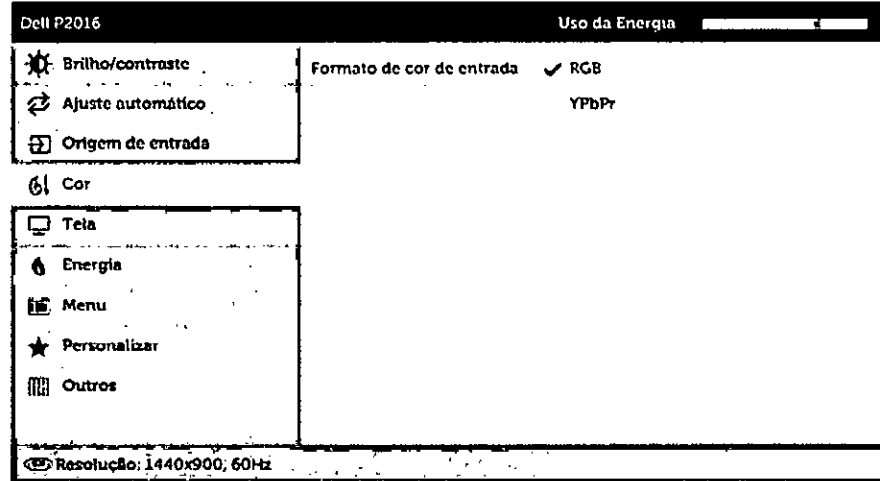 Dell P2016 Uso da Energia
Brilho/contraste
Formato de cor de entrada ✓ RGB
Ajuste automático YPbPr
Origem de entrada
Cor
Tela
Energia
Menu
Personalizar
Outros
Resolução: 1440x900, 60Hz